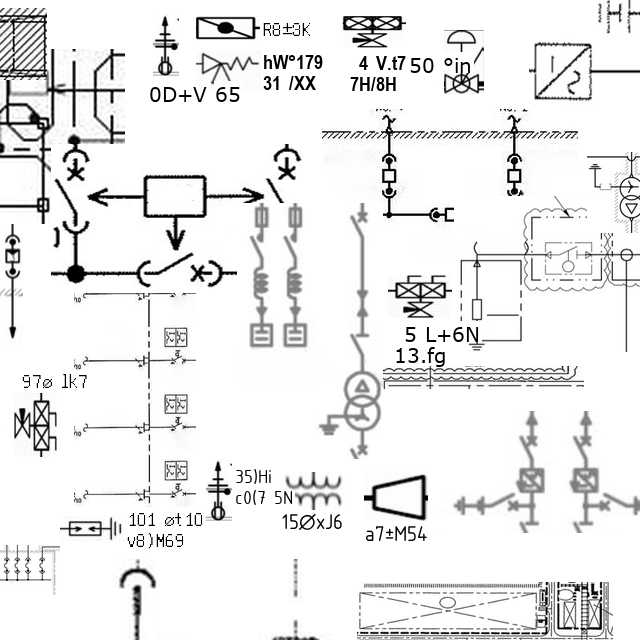 R8±3K
hW°179
31 /XX
0D+V 65
4 V.t7
7H/8H
50 °in
5 L+6N
13.fg
97ø lk7
35)Hi
c0(7 5N
101 øt10
v8)M69
15ØxJ6
a7±M54